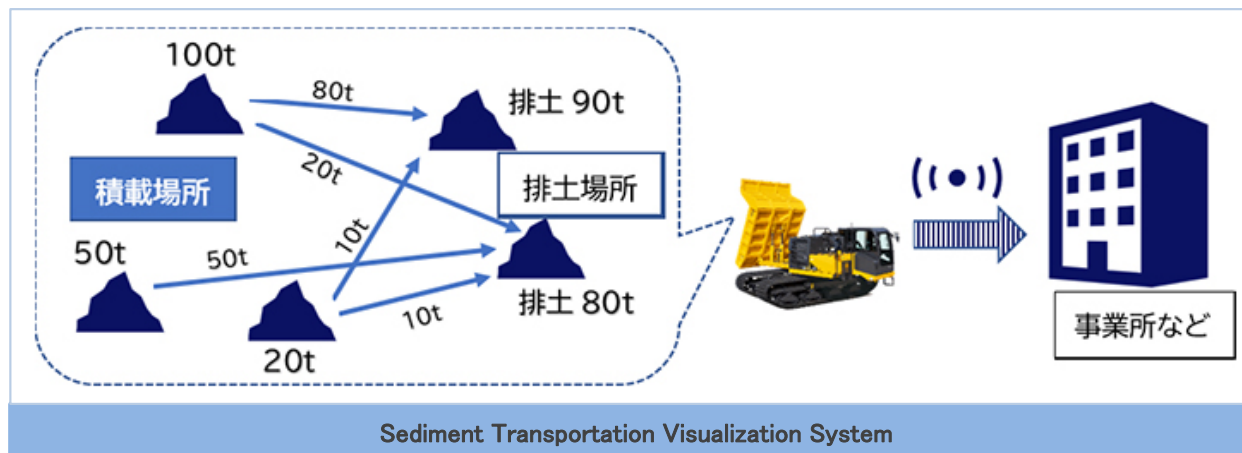 100t
80t
排土 90t
20t
積載場所
排土場所
10t
50t
50t
10t
排土 80t
20t
事業所など
Sediment Transportation Visualization System